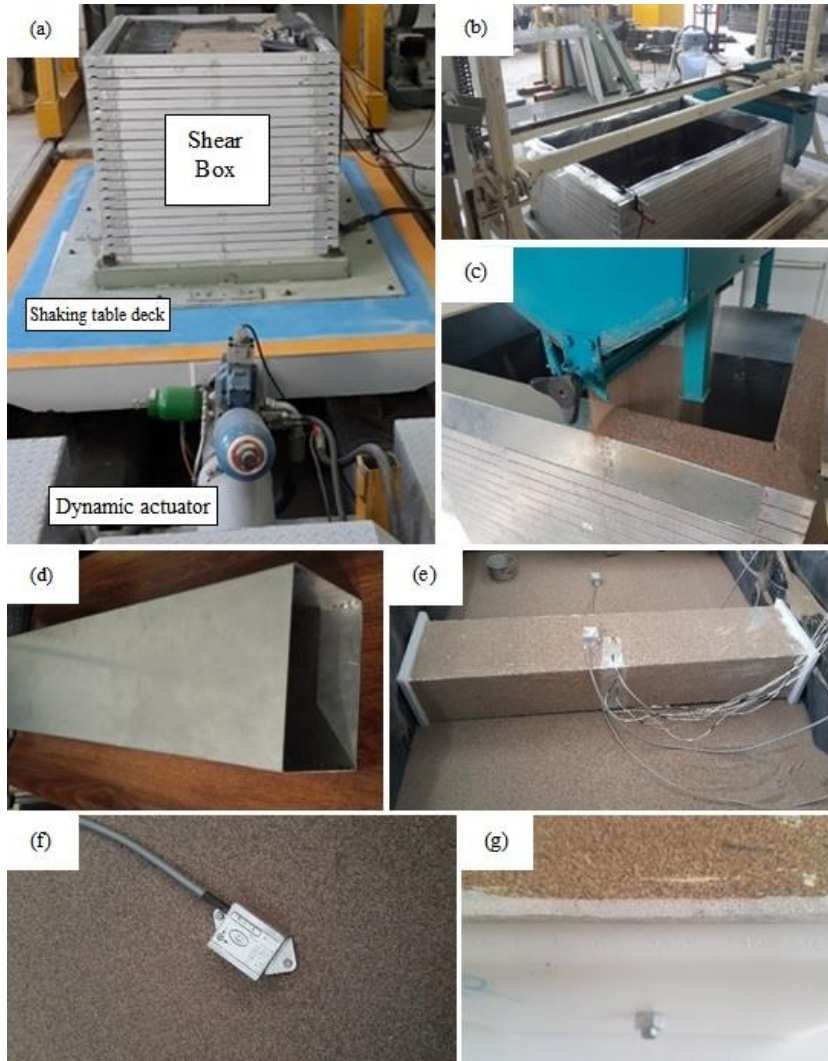 (a)
Shear
Box
Shaking table deck
Dynamic actuator
(b)
(c)
(d)
(e)
(f)
(g)